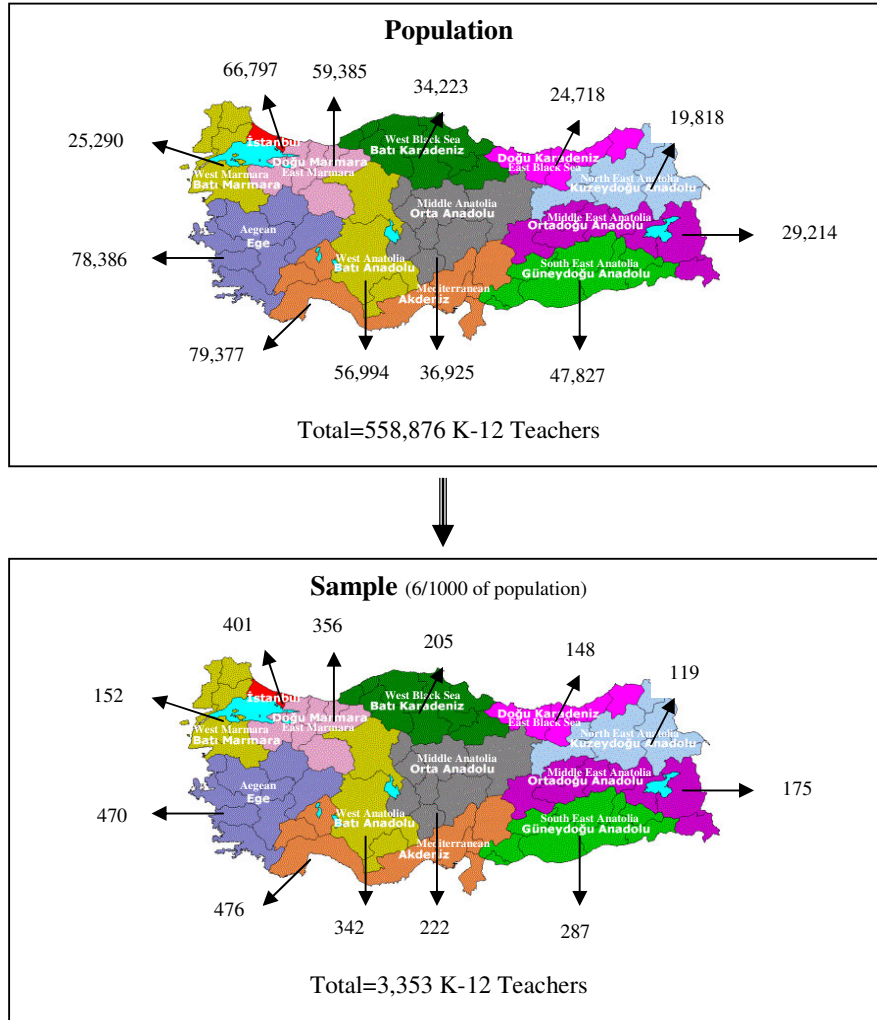 Population
66,797
59,385
34,223
24,718
19,818
25,290
West Black Sea
Batı Karadeniz
İstanbur
Doğu Karadeniz
East Black Sea
Doğu Marmara
East Marmara
West Marmara
Batı Marmara
North East Anatolia
Kuzeydoğu Anadolu
Middle Anatolia
Orta Anadolu
Middle East Anatolia
Ortadoğu Anadolu
29,214
Aegean
Ege
78,386
West Anatolia
Batı Anadolu
South East Anatolia
Güneydoğu Anadolu
Mediterranean
Akdeniz
79,377
56,994
36,925
47,827
Total=558,876 K-12 Teachers
Sample (6/1000 of population)
401
356
205
148
119
152
West Black Sea
Batı Karadeniz
İstanbur
Doğu Karadeniz
East Black Sea
Doğu Marmara
East Marmara
West Marmara
Batı Marmara
North East Anatolia
Kuzeydoğu Anadolu
Middle Anatolia
Orta Anadolu
Middle East Anatolia
Ortadoğu Anadolu
175
Aegean
Ege
470
West Anatolia
Batı Anadolu
South East Anatolia
Güneydoğu Anadolu
Mediterranean
Akdeniz
476
342
222
287
Total=3,353 K-12 Teachers